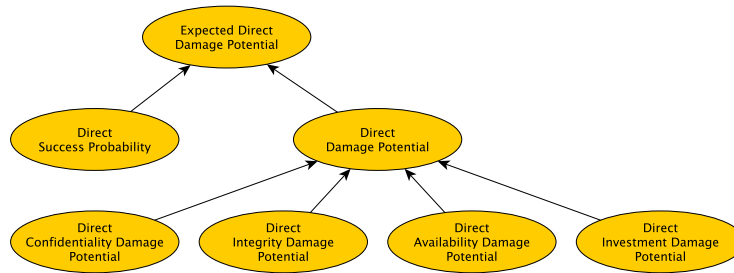 Expected Direct
Damage Potential
Direct
Success Probability
Direct
Damage Potential
Direct
Confidentiality Damage
Potential
Direct
Integrity Damage
Potential
Direct
Availability Damage
Potential
Direct
Investment Damage
Potential